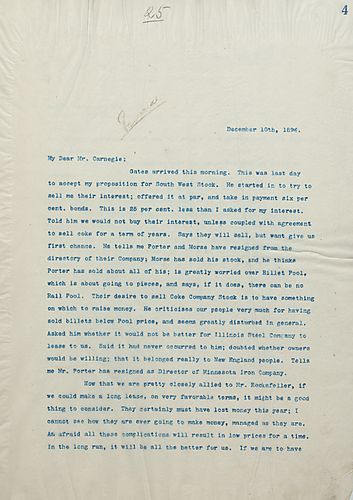 25
4
December 10th, 1896.
My Dear Mr. Carnegie:
Gates arrived this morning. This was last day
to accept my proposition for South West Stock. He started in to try to
sell me their interest; offered it at par, and take in payment six per
cent. bonds. This is 25 per cent. less than I asked for my interest.
Told him we would not buy their interest, unless coupled with agreement
to sell coke for a term of years. Says they will sell, but want give us
first chance. He tells me Porter and Morse have resigned from the
directory of their Company; Morse has sold his stock, and he thinks
Porter has sold about all of his; is greatly worried over Billet Pool,
which is about going to pieces, and says, if it does, there can be no
Rail Pool. Their desire to sell Coke Company Stock is to have something
on which to raise money. He criticises our people very much for having
sold billets below Pool price, and seems greatly disturbed in general.
Asked him whether it would not be better for Illinois Steel Company to
lease to us. Said it had never occurred to him; doubted whether owners
would be willing; that it belonged really to New England people. Tells
me Mr. Porter has resigned as Director of Minnesota Iron Company.
Now that we are pretty closely allied to Mr. Rockefeller, if
we could make a long lease, on very favorable terms, it might be a good
thing to consider. They certainly must have lost money this year; I
cannot see how they are ever going to make money, managed as they are.
Am afraid all these complications will result in low prices for a time.
In the long run, it will be all the better for us. If we are to have